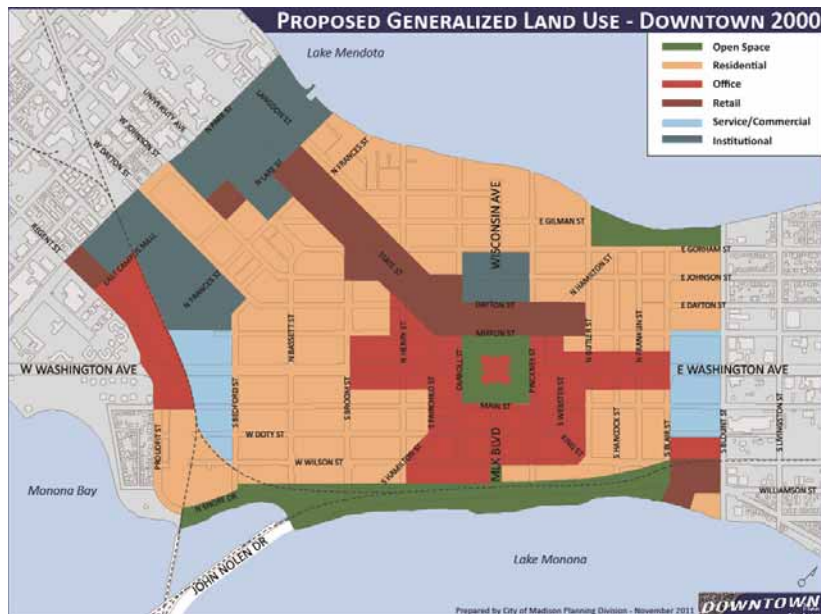 PROPOSED GENERALIZED LAND USE - DOWNTOWN 2000
Lake Mendota
Open Space
Residential
Office
Retail
Service/Commercial
Institutional
UNIVERSITY AVE
W JOHNSON ST
W DAYTON ST
N PARK ST
LANGDON ST
N LAKE ST
N FRANCES ST
REGENT ST
EAST CAMPUS MALL
N FRANCES ST
STATE ST
WISCONSIN AVE
E GILMAN ST
E GORHAM ST
N HAMILTON ST
E JOHNSON ST
E DAYTON ST
DAYTON ST
MIFFLIN ST
N BASSETT ST
N HENRY ST
N BUTLER ST
N FRANKLIN ST
W WASHINGTON AVE
E WASHINGTON AVE
CARROLL ST
PINCKNEY ST
MAIN ST
S BEDFORD ST
S BROOM ST
S FAIRCHILD ST
S WEBSTER ST
S HANCOCK ST
S BLAIR ST
S BLOUNT ST
S LIVINGSTON ST
PROUDFIT ST
W DOTY ST
W WILSON ST
S HAMILTON ST
MLK BLVD
KING ST
WILLIAMSON ST
Monona Bay
N SHORE DR
JOHN NOLEN DR
Lake Monona
Prepared by City of Madison Planning Division - November 2011
DOWNTOWN